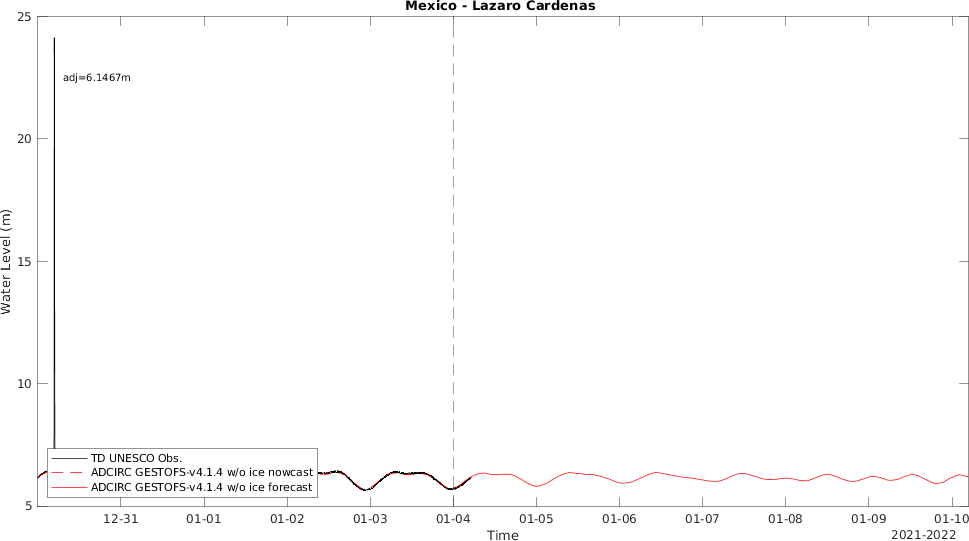 Mexico - Lazaro Cardenas
25
20
15
10
5
Water Level (m)
adj=6.1467m
TD UNESCO Obs.
ADCIRC GESTOFS-v4.1.4 w/o ice nowcast
ADCIRC GESTOFS-v4.1.4 w/o ice forecast
12-31 01-01 01-02 01-03 01-04 01-05 01-06 01-07 01-08 01-09 01-10
Time
2021-2022